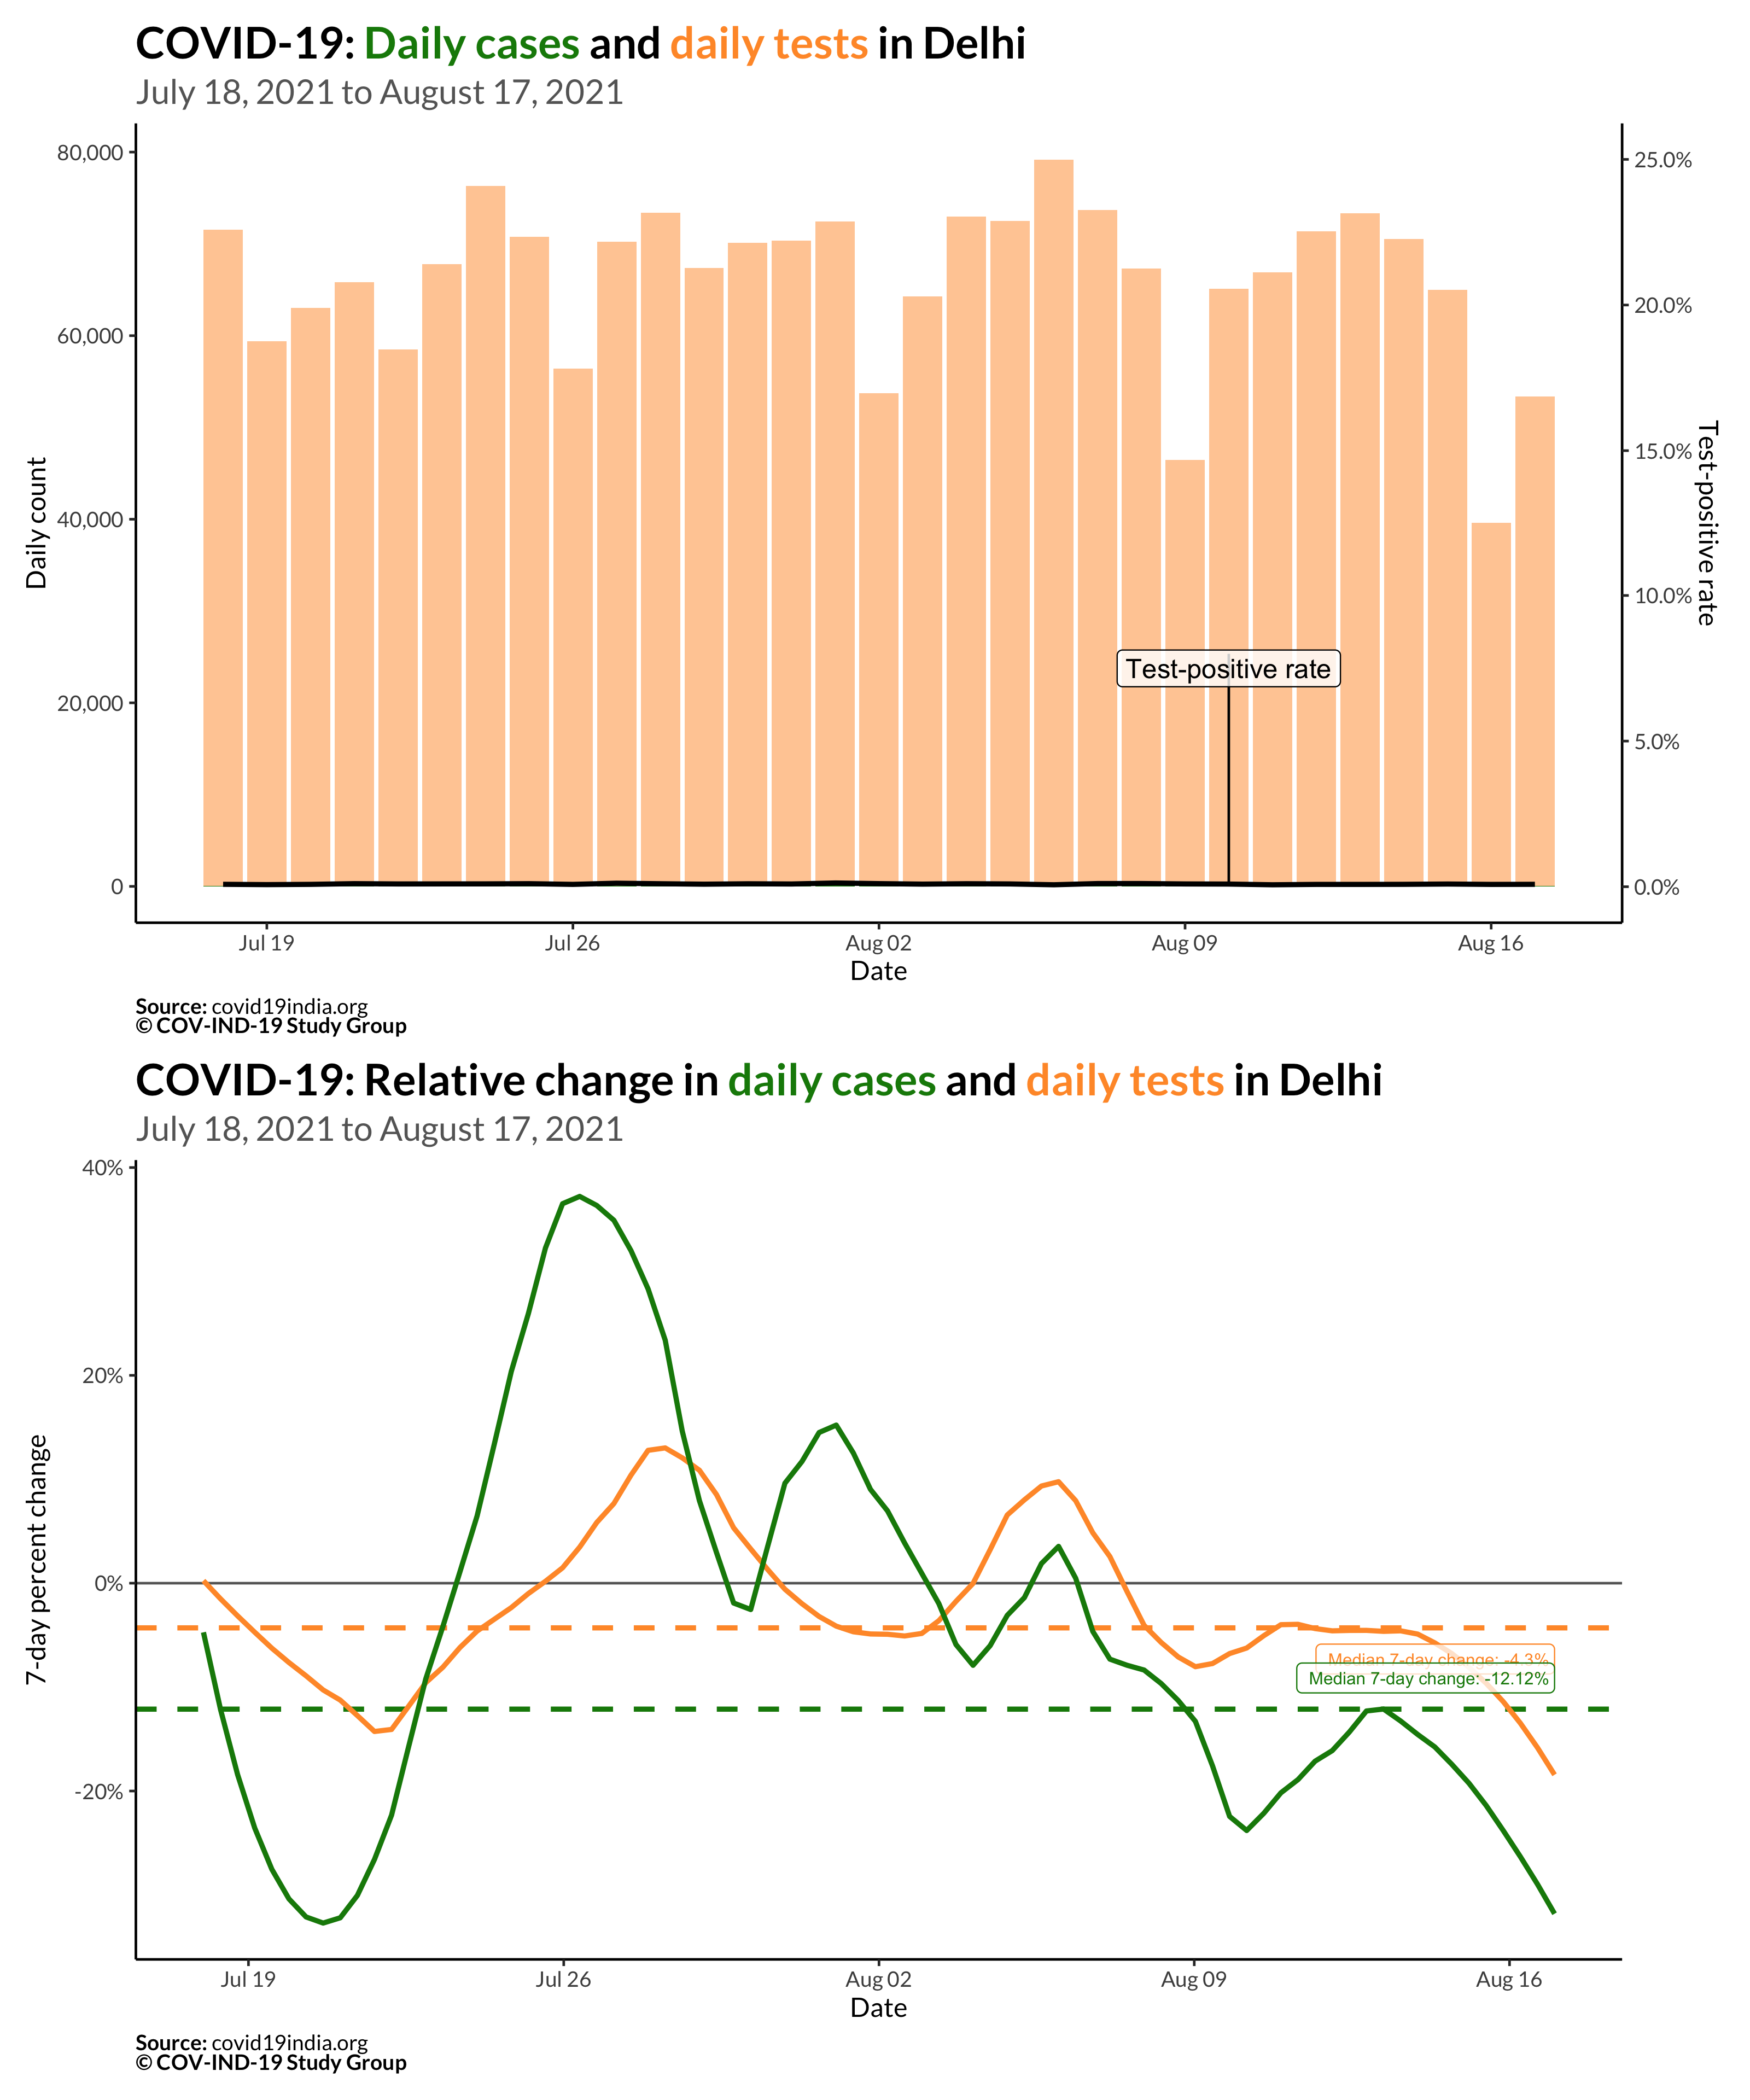 COVID-19: Daily cases and daily tests in Delhi
July 18, 2021 to August 17, 2021
80,000
60,000
40,000
20,000
0
Daily count
25.0%
20.0%
15.0%
10.0%
5.0%
0.0%
Test-positive rate
Test-positive rate
Jul 19
Jul 26
Aug 02
Aug 09
Aug 16
Date
Source: covid19india.org
© COV-IND-19 Study Group
COVID-19: Relative change in daily cases and daily tests in Delhi
July 18, 2021 to August 17, 2021
40%
20%
0%
-20%
7-day percent change
Median 7-day change: -4.3%
Median 7-day change: -12.12%
Jul 19
Jul 26
Aug 02
Aug 09
Aug 16
Date
Source: covid19india.org
© COV-IND-19 Study Group